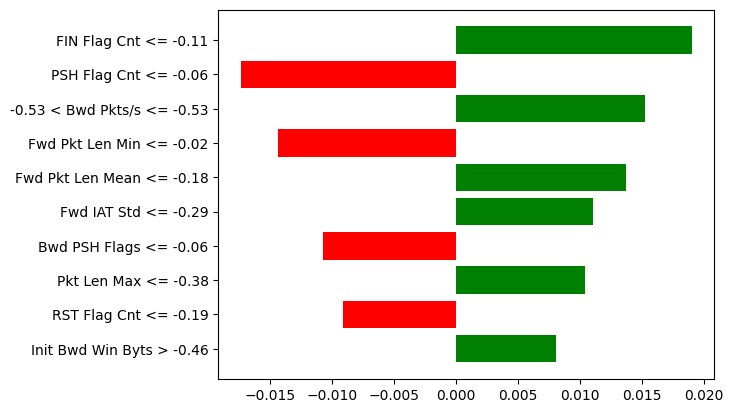 FIN Flag Cnt <= -0.11
PSH Flag Cnt <= -0.06
-0.53 < Bwd Pkts/s <= -0.53
Fwd Pkt Len Min <= -0.02
Fwd Pkt Len Mean <= -0.18
Fwd IAT Std <= -0.29
Bwd PSH Flags <= -0.06
Pkt Len Max <= -0.38
RST Flag Cnt <= -0.19
Init Bwd Win Byts > -0.46
−0.015 −0.010 −0.005 0.000 0.005 0.010 0.015 0.020